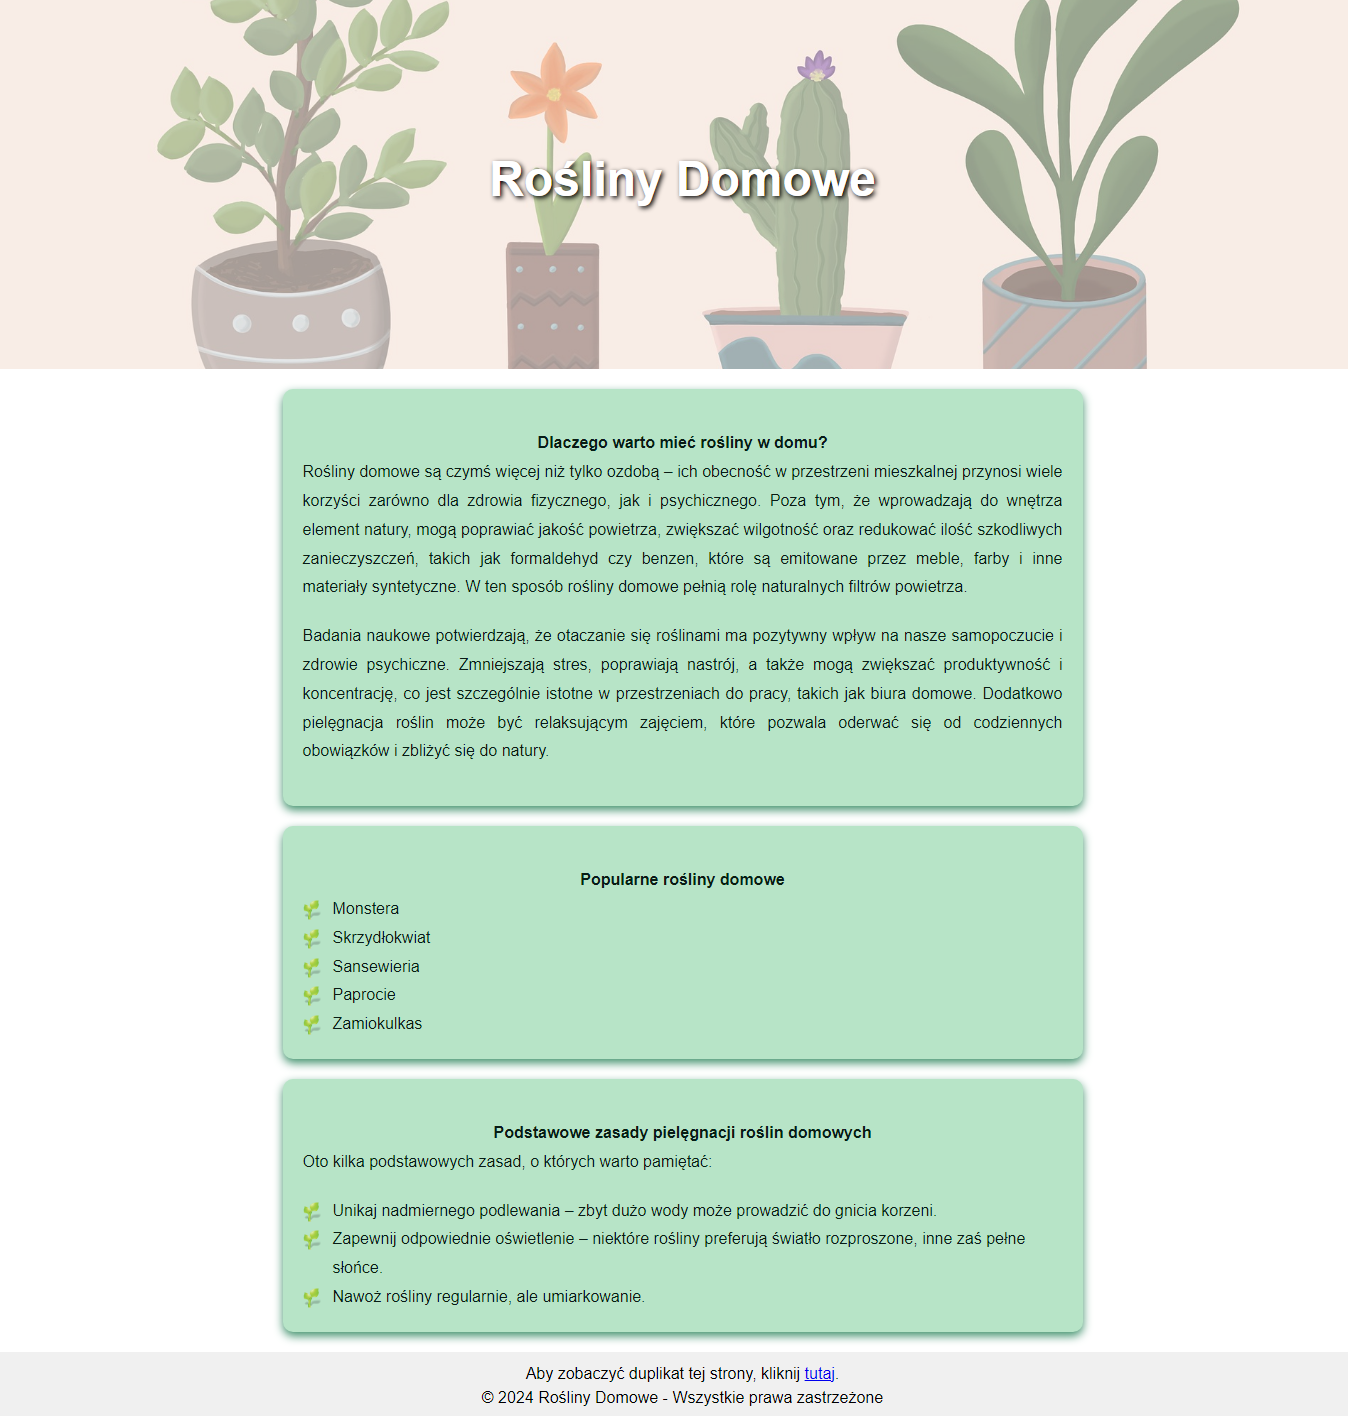 Rośliny Domowe
Dlaczego warto mieć rośliny w domu?
Rośliny domowe są czymś więcej niż tylko ozdobą – ich obecność w przestrzeni mieszkalnej przynosi wiele
korzyści zarówno dla zdrowia fizycznego, jak i psychicznego. Poza tym, że wprowadzają do wnętrza
element natury, mogą poprawiać jakość powietrza, zwiększać wilgotność oraz redukować ilość szkodliwych
zanieczyszczeń, takich jak formaldehyd czy benzen, które są emitowane przez meble, farby i inne
materiały syntetyczne. W ten sposób rośliny domowe pełnią rolę naturalnych filtrów powietrza.
Badania naukowe potwierdzają, że otaczanie się roślinami ma pozytywny wpływ na nasze samopoczucie i
zdrowie psychiczne. Zmniejszają stres, poprawiają nastrój, a także mogą zwiększać produktywność i
koncentrację, co jest szczególnie istotne w przestrzeniach do pracy, takich jak biura domowe. Dodatkowo
pielęgnacja roślin może być relaksującym zajęciem, które pozwala oderwać się od codziennych
obowiązków i zbliżyć się do natury.
Popularne rośliny domowe
Monstera
Skrzydłokwiat
Sansewieria
Paprocie
Zamiokulkas
Podstawowe zasady pielęgnacji roślin domowych
Oto kilka podstawowych zasad, o których warto pamiętać:
Unikaj nadmiernego podlewania – zbyt dużo wody może prowadzić do gnicia korzeni.
Zapewnij odpowiednie oświetlenie – niektóre rośliny preferują światło rozproszone, inne zaś pełne
słońce.
Nawoź rośliny regularnie, ale umiarkowanie.
Aby zobaczyć duplikat tej strony, kliknij tutaj.
© 2024 Rośliny Domowe - Wszystkie prawa zastrzeżone